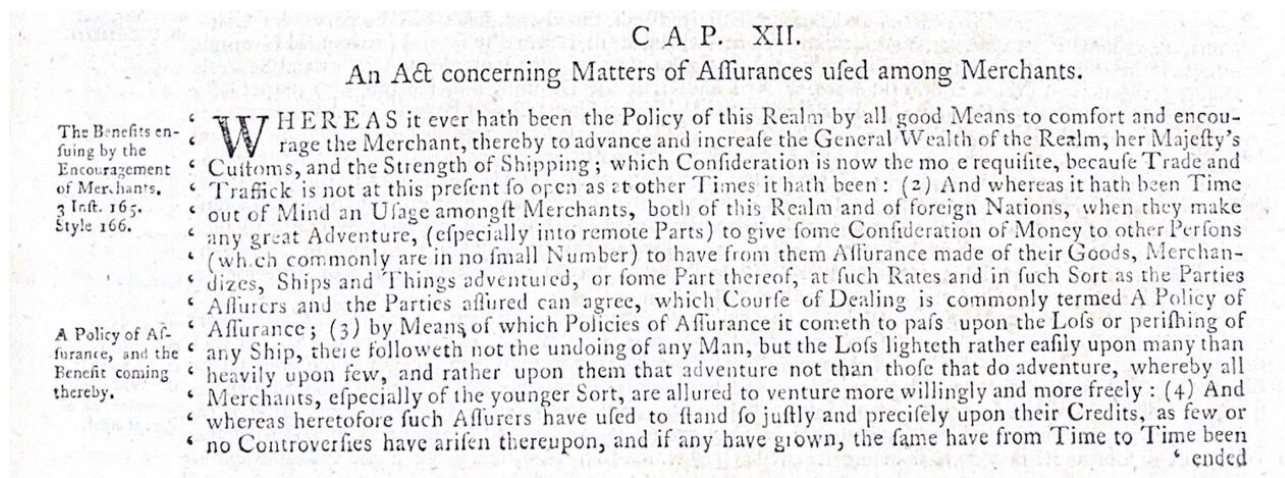 CAP. XII.
An Act concerning Matters of Aſſurances uſed among Merchants.
The Benefits en-
ſuing by the
Encouragement
of Merchants.
3 Inſt. 165.
Style 166.
A Policy of Aſ-
ſurance, and the
Benefit coming
thereby.
‘ WHEREAS it ever hath been the Policy of this Realm by all good Means to comfort and encou-
‘ rage the Merchant, thereby to advance and increaſe the General Wealth of the Realm, her Majeſty's
‘ Cuſtoms, and the Strength of Shipping; which Conſideration is now the mo e requiſite, becauſe Trade and
‘ Traffick is not at this preſent ſo open as at other Times it hath been: (2) And whereas it hath been Time
‘ out of Mind an Uſage amongſt Merchants, both of this Realm and of foreign Nations, when they make
‘ any great Adventure, (eſpecially into remote Parts) to give ſome Conſideration of Money to other Perſons
‘ (wh.ch commonly are in no ſmall Number) to have from them Aſſurance made of their Goods, Merchan-
‘ dizes, Ships and Things adventured, or ſome Part thereof, at ſuch Rates and in ſuch Sort as the Parties
‘ Aſſurers and the Parties aſſured can agree, which Courſe of Dealing is commonly termed A Policy of
‘ Aſſurance; (3) by Means of which Policies of Aſſurance it cometh to paſs upon the Loſs or periſhing of
‘ any Ship, there followeth not the undoing of any Man, but the Loſs lighteth rather eaſily upon many than
‘ heavily upon few, and rather upon them that adventure not than thoſe that do adventure, whereby all
‘ Merchants, eſpecially of the younger Sort, are allured to venture more willingly and more freely: (4) And
‘ whereas heretofore ſuch Aſſurers have uſed to ſtand ſo juſtly and preciſely upon their Credits, as few or
‘ no Controverſies have ariſen thereupon, and if any have grown, the ſame have from Time to Time been
‘ ended